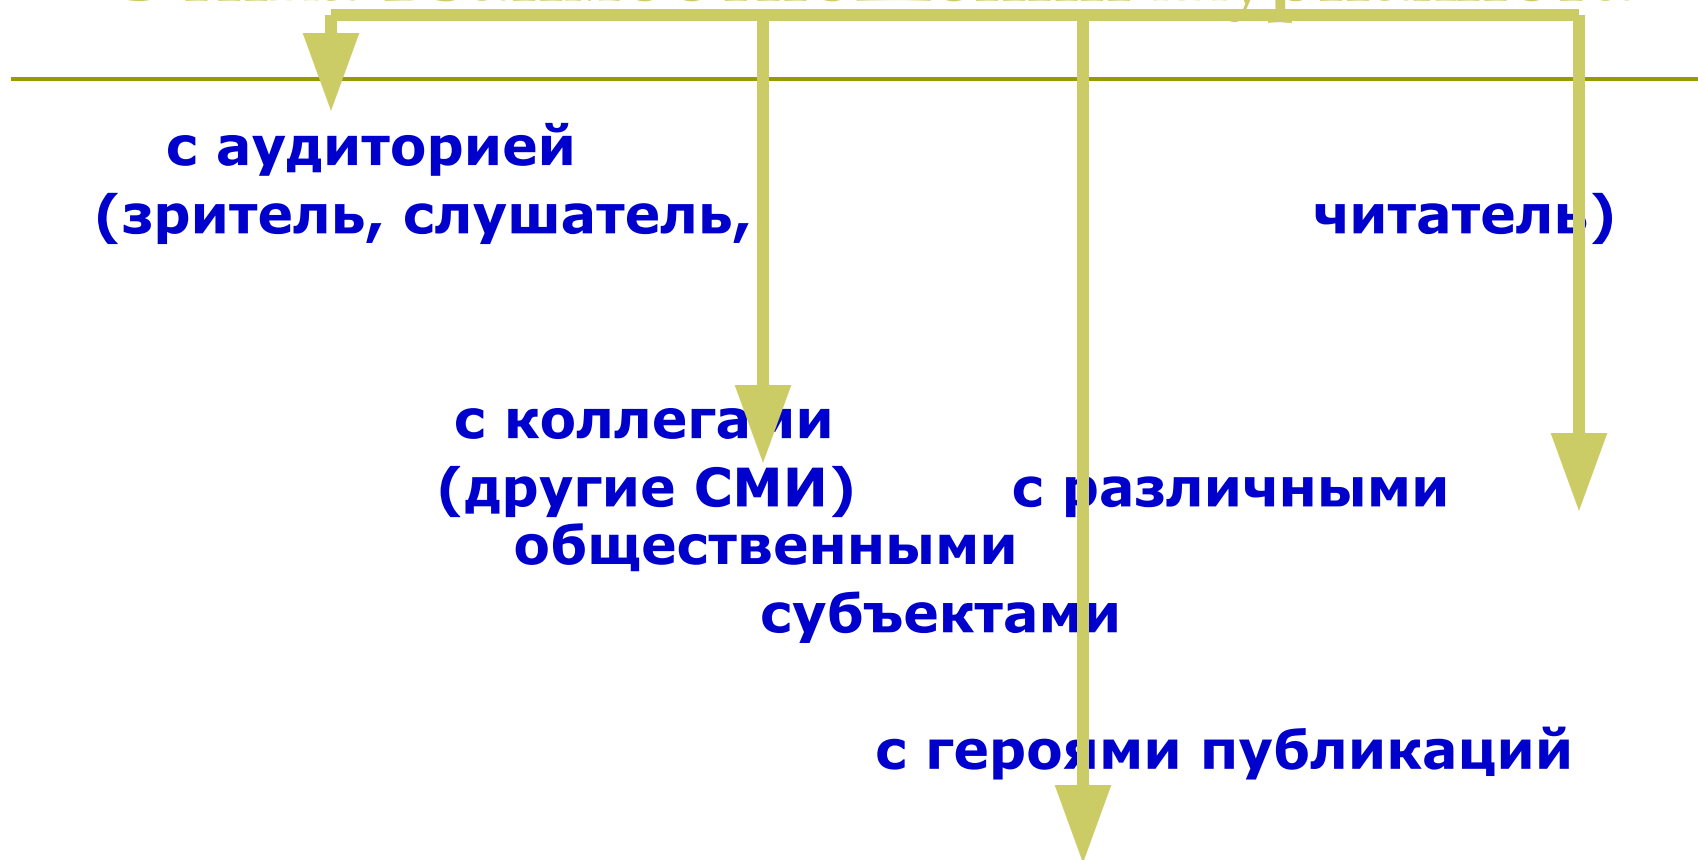 с аудиторией
(зритель, слушатель, читатель)
с коллегами
(другие СМИ) с различными
общественными
субъектами
с героями публикаций